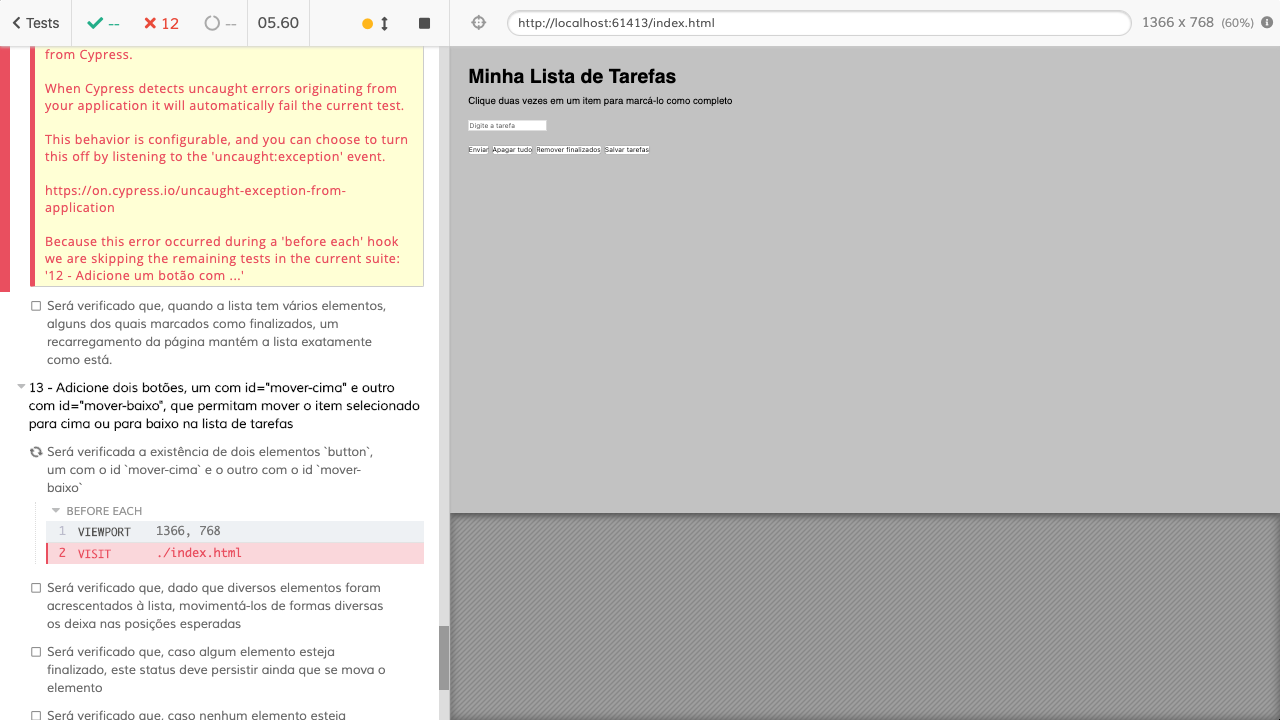 Tests
--
12
--
05.60
http://localhost:61413/index.html
1366 x 768 (60%)
from Cypress.
When Cypress detects uncaught errors originating from
your application it will automatically fail the current test.
This behavior is configurable, and you can choose to turn
this off by listening to the 'uncaught:exception' event.
https://on.cypress.io/uncaught-exception-from-
application
Because this error occurred during a 'before each' hook
we are skipping the remaining tests in the current suite:
'12 - Adicione um botão com ...'
Será verificado que, quando a lista tem vários elementos,
alguns dos quais marcados como finalizados, um
recarregamento da página mantém a lista exatamente
como está.
13 - Adicione dois botões, um com id="mover-cima" e outro
com id="mover-baixo", que permitam mover o item selecionado
para cima ou para baixo na lista de tarefas
Será verificada a existência de dois elementos `button`,
um com o id `mover-cima` e o outro com o id `mover-
baixo`
BEFORE EACH
1 VIEWPORT 1366, 768
2 VISIT ./index.html
Será verificado que, dado que diversos elementos foram
acrescentados à lista, movimentá-los de formas diversas
os deixa nas posições esperadas
Será verificado que, caso algum elemento esteja
finalizado, este status deve persistir ainda que se mova o
elemento
Será verificado que, caso nenhum elemento esteja
Minha Lista de Tarefas
Clique duas vezes em um item para marcá-lo como completo
Digite a tarefa
Enviar Apagar tudo Remover finalizados Salvar tarefas